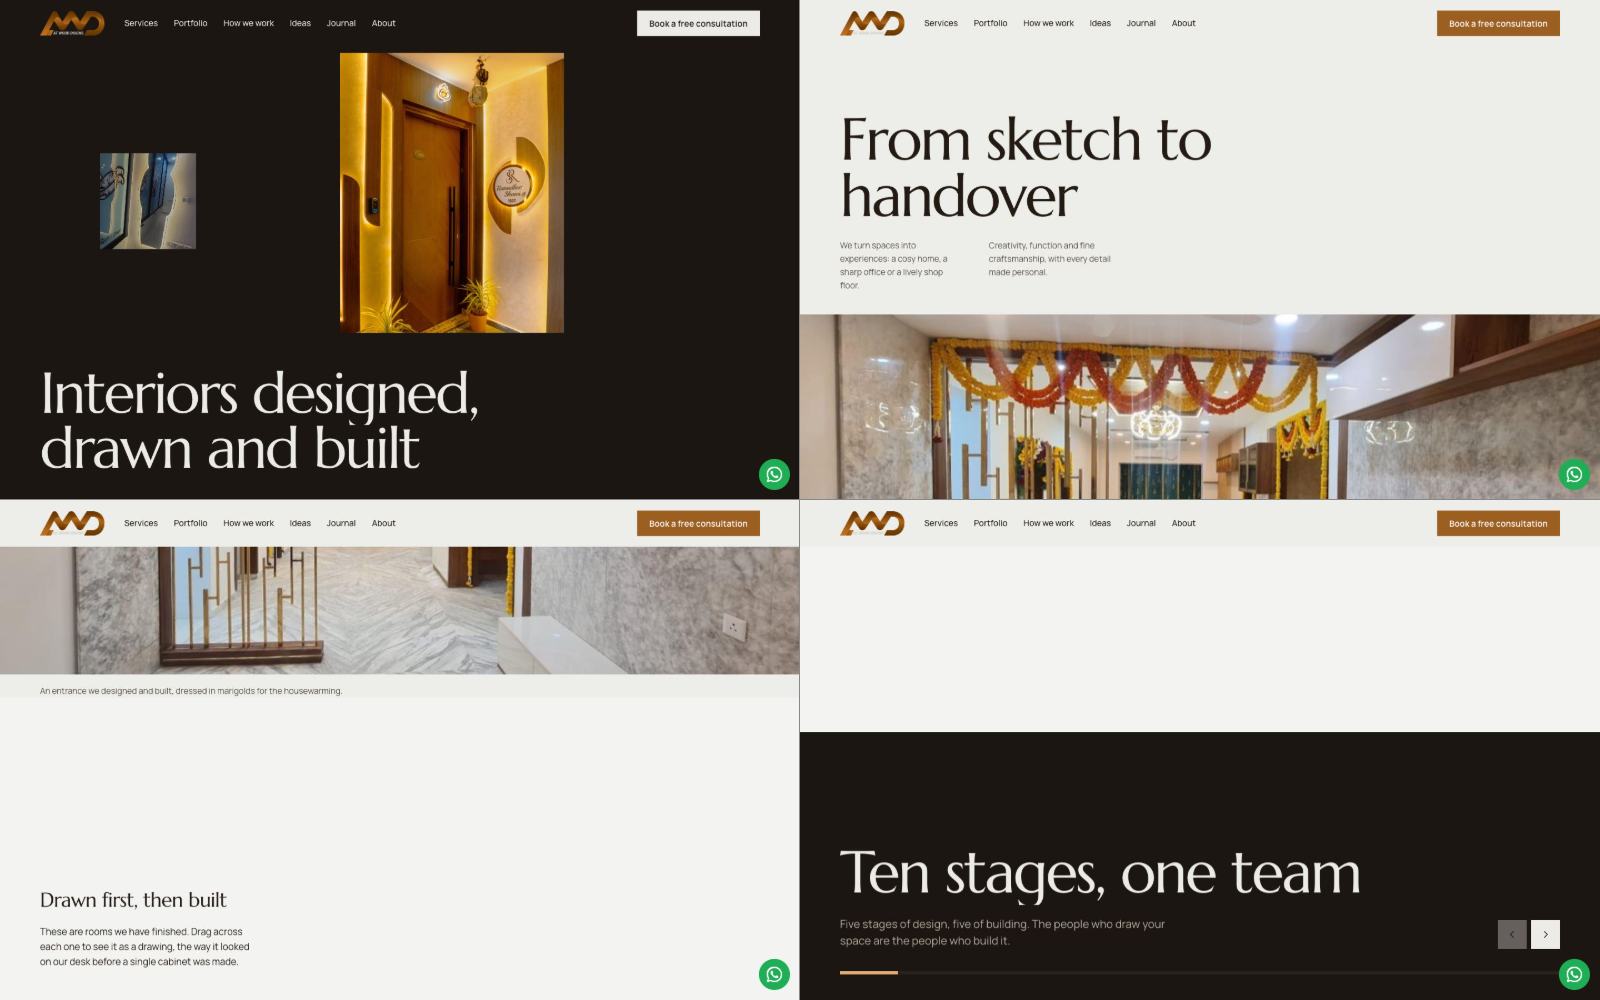 Services Portfolio How we work Ideas Journal About
Book a free consultation
Interiors designed,
drawn and built
Services Portfolio How we work Ideas Journal About
Book a free consultation
From sketch to
handover
We turn spaces into
experiences: a cosy home, a
sharp office or a lively shop
floor.
Creativity, function and fine
craftsmanship, with every detail
made personal.
Services Portfolio How we work Ideas Journal About
Book a free consultation
An entrance we designed and built, dressed in marigolds for the housewarming.
Drawn first, then built
These are rooms we have finished. Drag across
each one to see it as a drawing, the way it looked
on our desk before a single cabinet was made.
Services Portfolio How we work Ideas Journal About
Book a free consultation
Ten stages, one team
Five stages of design, five of building. The people who draw your
space are the people who build it.